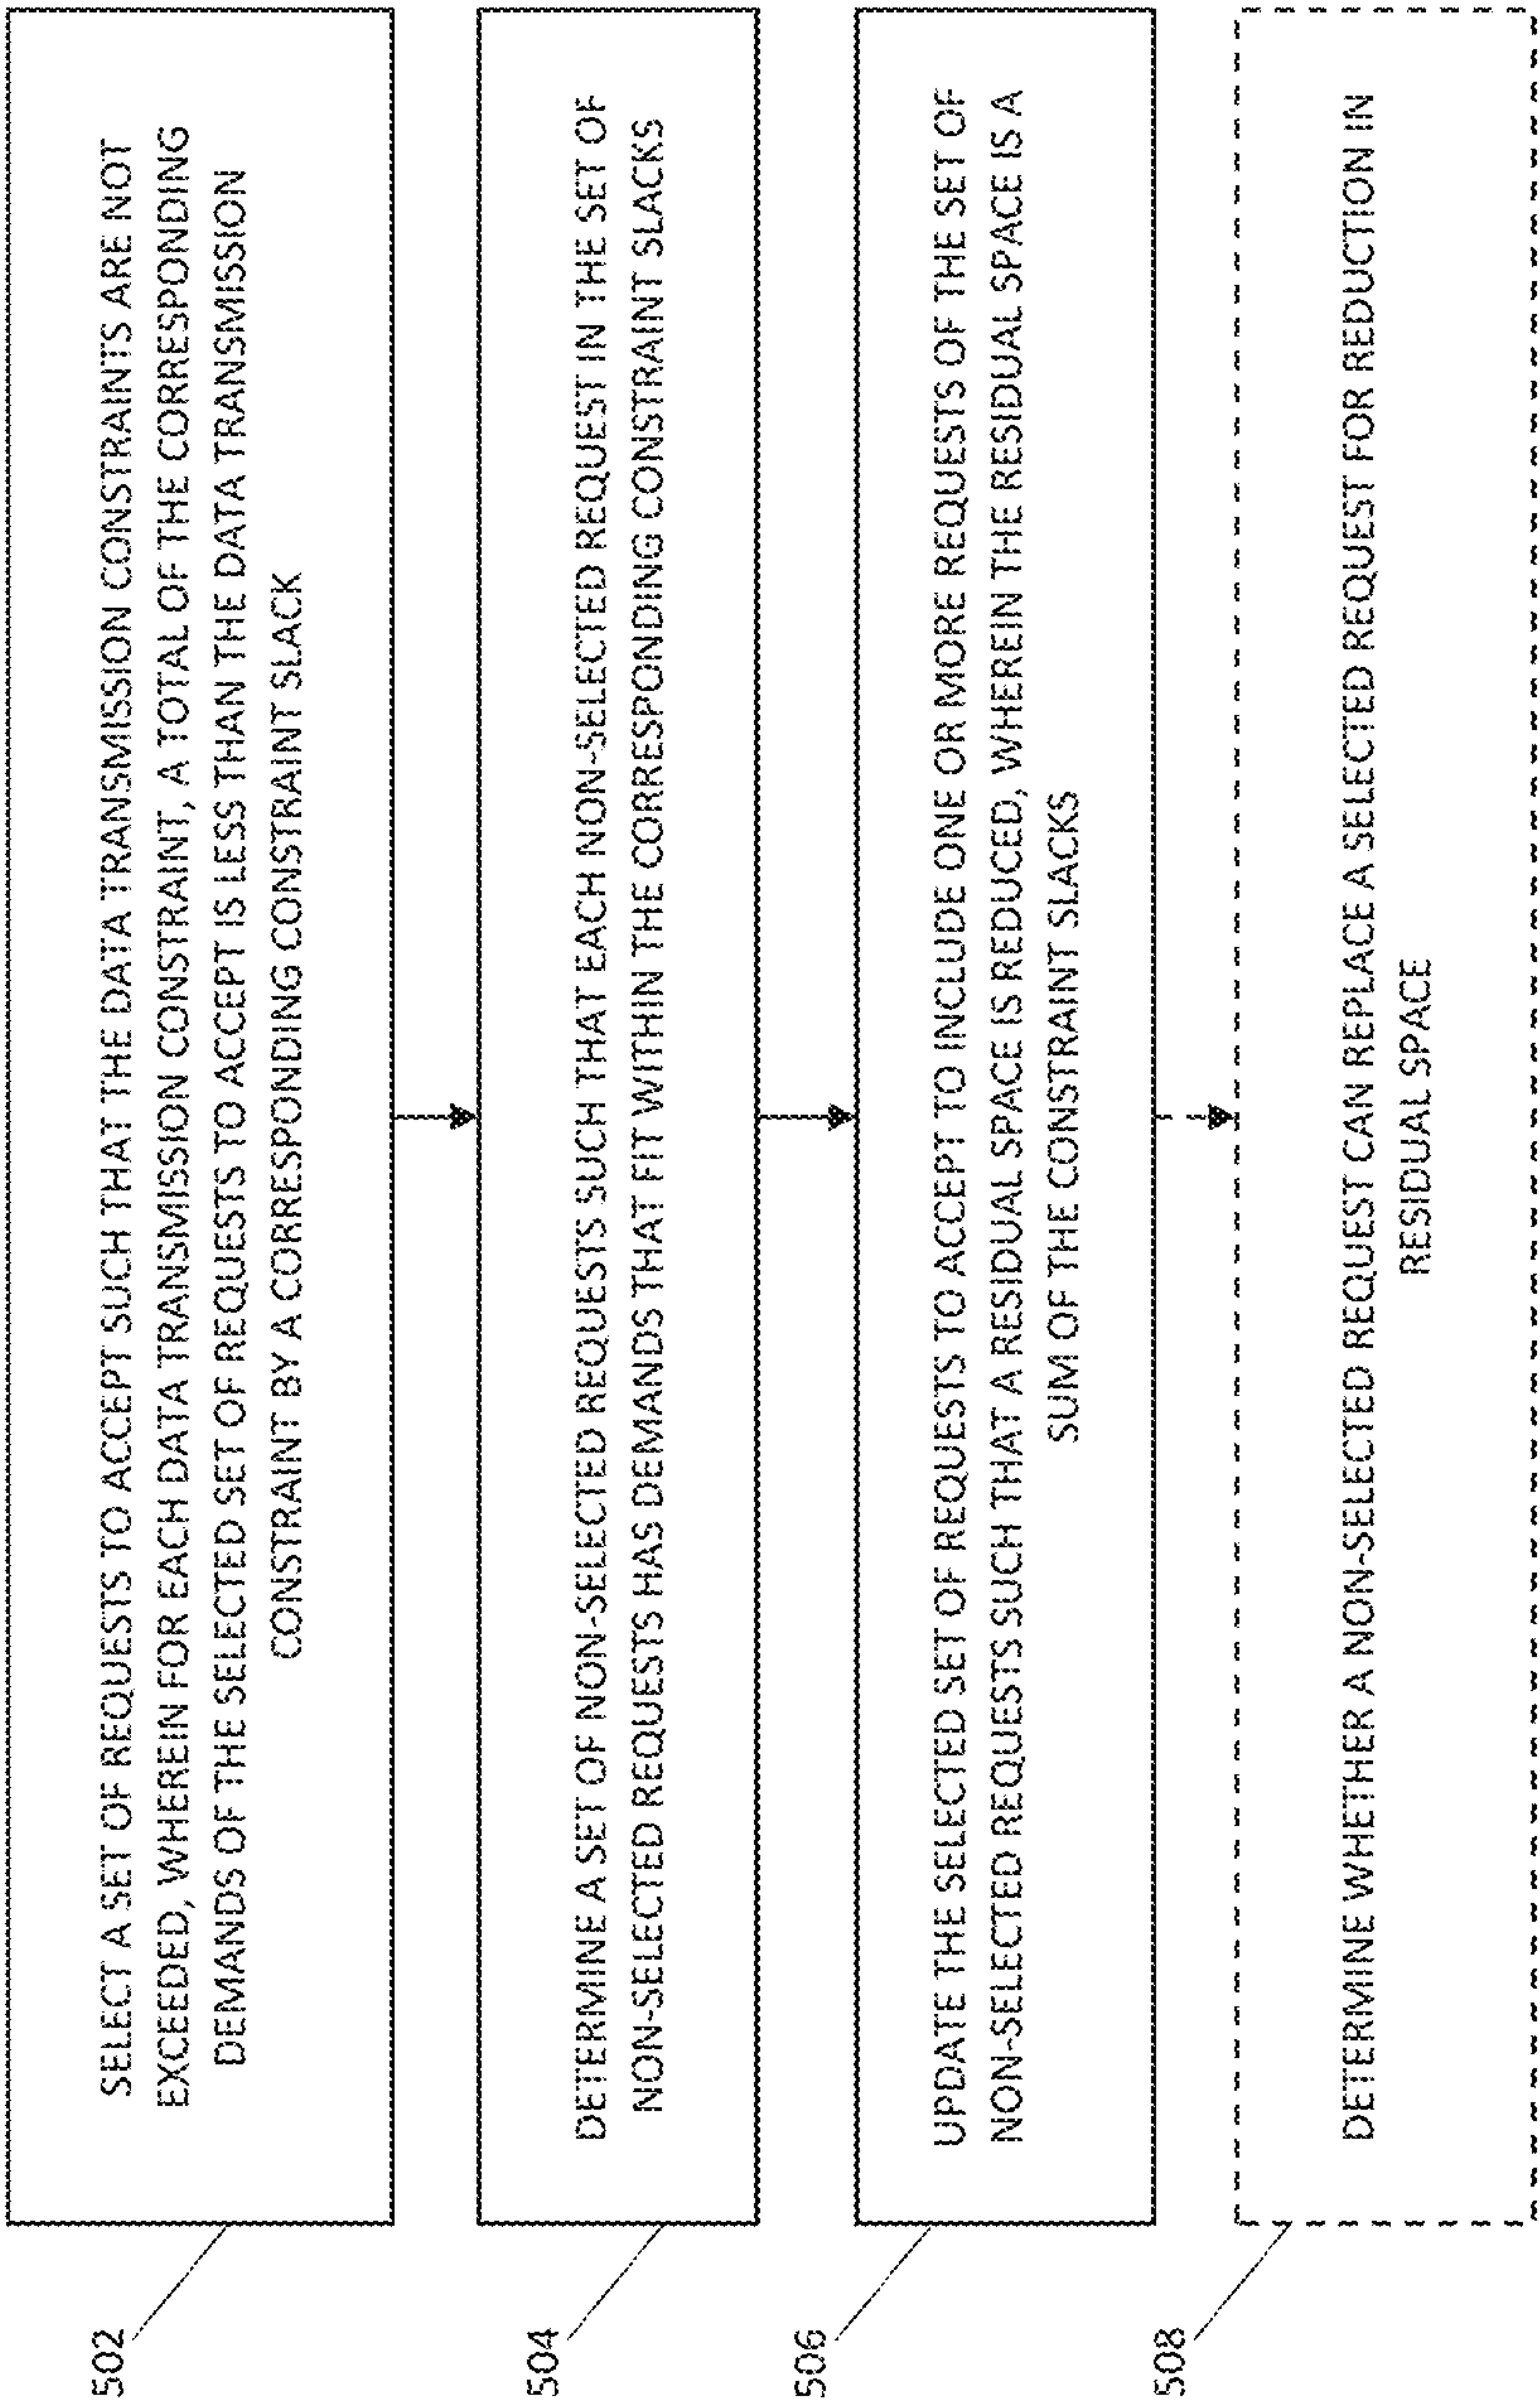 502
SELECT A SET OF REQUESTS TO ACCEPT SUCH THAT THE DATA TRANSMISSION CONSTRAINTS ARE NOT
EXCEEDED, WHEREIN FOR EACH DATA TRANSMISSION CONSTRAINT, A TOTAL OF THE CORRESPONDING
DEMANDS OF THE SELECTED SET OF REQUESTS TO ACCEPT IS LESS THAN THE DATA TRANSMISSION
CONSTRAINT BY A CORRESPONDING CONSTRAINT SLACK
504
DETERMINE A SET OF NON-SELECTED REQUESTS SUCH THAT EACH NON-SELECTED REQUEST IN THE SET OF
NON-SELECTED REQUESTS HAS DEMANDS THAT FIT WITHIN THE CORRESPONDING CONSTRAINT SLACKS
506
UPDATE THE SELECTED SET OF REQUESTS TO ACCEPT TO INCLUDE ONE OR MORE REQUESTS OF THE SET OF
NON-SELECTED REQUESTS SUCH THAT A RESIDUAL SPACE IS REDUCED, WHEREIN THE RESIDUAL SPACE IS A
SUM OF THE CONSTRAINT SLACKS
508
DETERMINE WHETHER A NON-SELECTED REQUEST CAN REPLACE A SELECTED REQUEST FOR REDUCTION IN
RESIDUAL SPACE